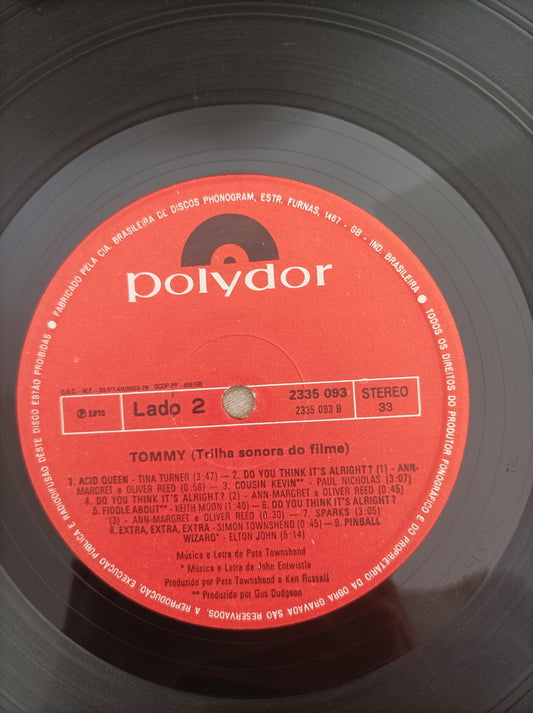 ● FABRICADO PELA CIA. BRASILEIRA DE DISCOS PHONOGRAM, ESTR. FURNAS, 1467 - GB - IND. BRASILEIRA ● TODOS OS DIREITOS DO PRODUTOR FONOGRÁFICO E DO PROPRIETÁRIO DA OBRA GRAVADA SÃO RESERVADOS. A REPRODUÇÃO, EXECUÇÃO PÚBLICA E RADIODIFUSÃO DESTE DISCO ESTÃO PROIBIDAS
polydor
C.G.C. - M.F.
Ⓟ 1975
Lado 2
2335 093
2335 093 B
STEREO
33
TOMMY (Trilha sonora do filme)
1. ACID QUEEN - TINA TURNER (3:47) — 2. DO YOU THINK IT'S ALRIGHT? (1) - ANN-
MARGRET e OLIVER REED (0:56) — 3. COUSIN KEVIN** - PAUL NICHOLAS (3:07)
4. DO YOU THINK IT'S ALRIGHT? (2) - ANN-MARGRET e OLIVER REED (0:45)
5. FIDDLE ABOUT** - KEITH MOON (1:40) — 6. DO YOU THINK IT'S ALRIGHT?
(3) - ANN-MARGRET e OLIVER REED (0:30) — 7. SPARKS (3:05)
8. EXTRA, EXTRA, EXTRA - SIMON TOWNSHEND (0:45) — 9. PINBALL
WIZARD* - ELTON JOHN (5:14)
Música e Letra de Pete Townshend
* Música e Letra de John Entwistle
Produzido por Pete Townshend e Ken Russell
** Produzido por Gus Dudgeon